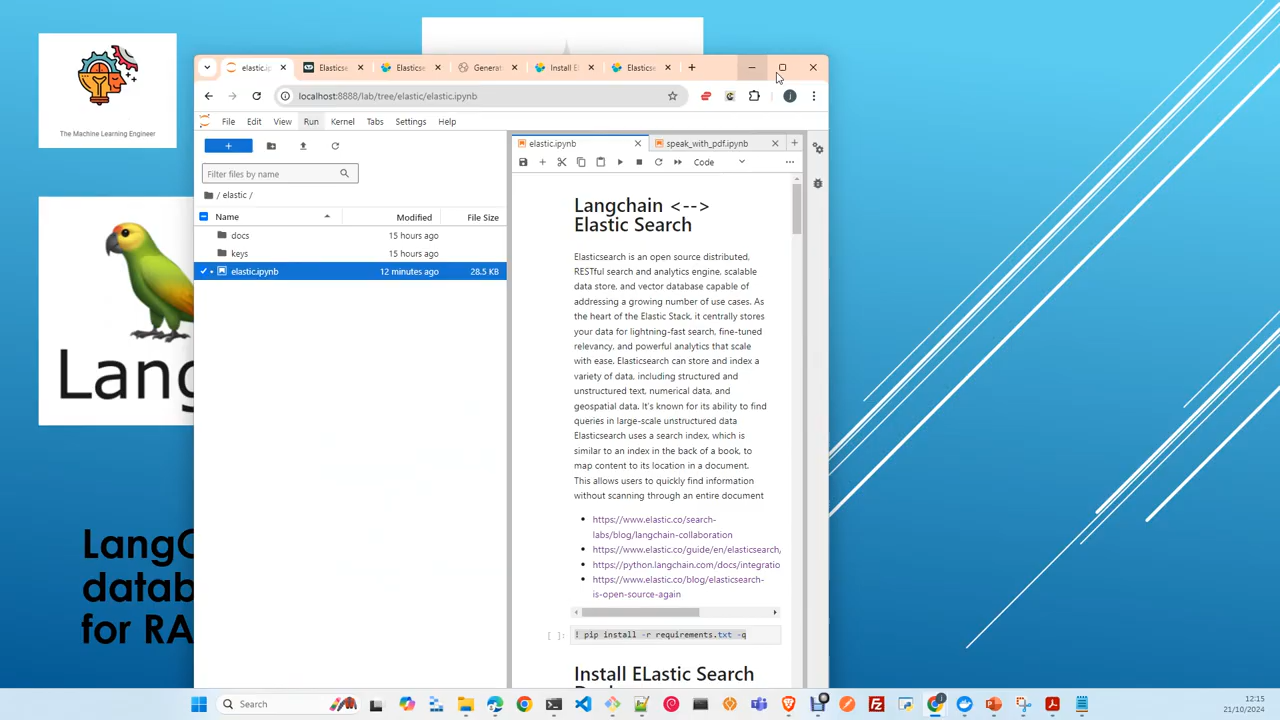 The Machine Learning Engineer
Lang
LangC
datab
for RA
elastic.ip
Elasticse
Elasticse
Generat
Install E
Elasticse
localhost:8888/lab/tree/elastic/elastic.ipynb
j
File Edit View Run Kernel Tabs Settings Help
Filter files by name
/ elastic /
Name Modified File Size
docs 15 hours ago
keys 15 hours ago
elastic.ipynb 12 minutes ago 28.5 KB
elastic.ipynb
speak_with_pdf.ipynb
Code
Langchain <-->
Elastic Search
Elasticsearch is an open source distributed,
RESTful search and analytics engine, scalable
data store, and vector database capable of
addressing a growing number of use cases. As
the heart of the Elastic Stack, it centrally stores
your data for lightning-fast search, fine-tuned
relevancy, and powerful analytics that scale
with ease. Elasticsearch can store and index a
variety of data, including structured and
unstructured text, numerical data, and
geospatial data. It's known for its ability to find
queries in large-scale unstructured data
Elasticsearch uses a search index, which is
similar to an index in the back of a book, to
map content to its location in a document.
This allows users to quickly find information
without scanning through an entire document
https://www.elastic.co/search-
labs/blog/langchain-collaboration
https://www.elastic.co/guide/en/elasticsearch,
https://python.langchain.com/docs/integratio
https://www.elastic.co/blog/elasticsearch-
is-open-source-again
[ ]: ! pip install -r requirements.txt -q
Install ELastic Search
Search
12:15
21/10/2024